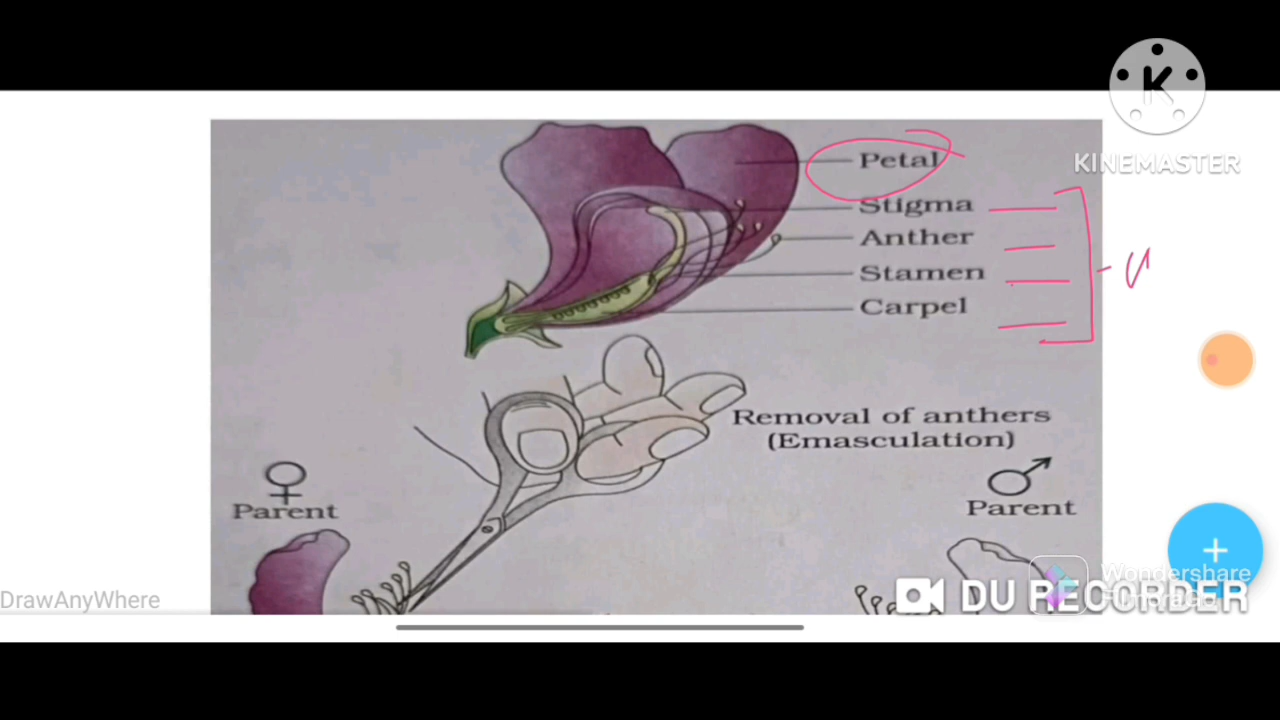 K
KINEMASTER
Petal
Stigma
Anther
Stamen
Carpel
Removal of anthers
(Emasculation)
Parent
Parent
DrawAnyWhere
Wondershare
DU RECORDER